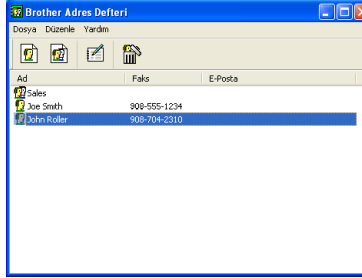 Brother Adres Defteri
Dosya Düzenle Yardım
Ad Faks E-Posta
Sales
Joe Smith 908-555-1234
John Roller 908-704-2310